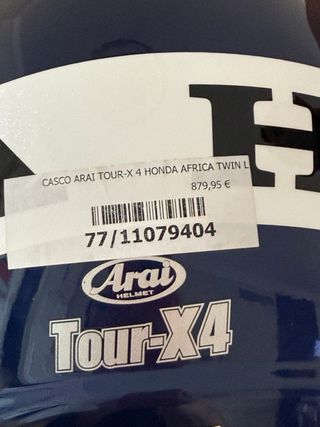 H
CASCO ARAI TOUR-X 4 HONDA AFRICA TWIN L
879,95 €
77/11079404
Arai
HELMET
Tour-X4